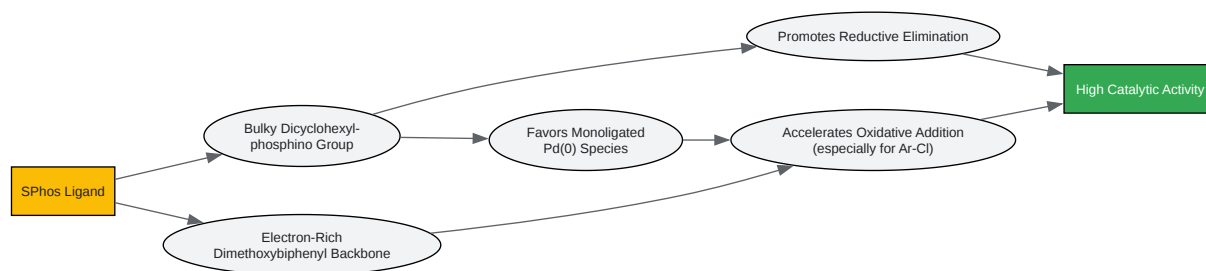 Promotes Reductive Elimination
High Catalytic Activity
Bulky Dicyclohexyl-
phosphino Group
Favors Monoligated
Pd(0) Species
Accelerates Oxidative Addition
(especially for Ar-Cl)
SPhos Ligand
Electron-Rich
Dimethoxybiphenyl Backbone